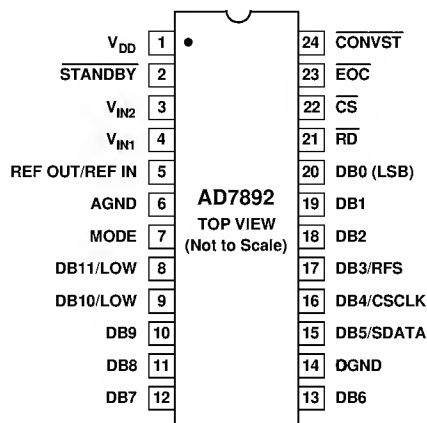 V_DD 1
STANDBY 2
V_IN2 3
V_IN1 4
REF OUT/REF IN 5
AGND 6
MODE 7
DB11/LOW 8
DB10/LOW 9
DB9 10
DB8 11
DB7 12
AD7892
TOP VIEW
(Not to Scale)
24 CONVST
23 EOC
22 CS
21 RD
20 DB0 (LSB)
19 DB1
18 DB2
17 DB3/RFS
16 DB4/CSCLK
15 DB5/SDATA
14 DGND
13 DB6